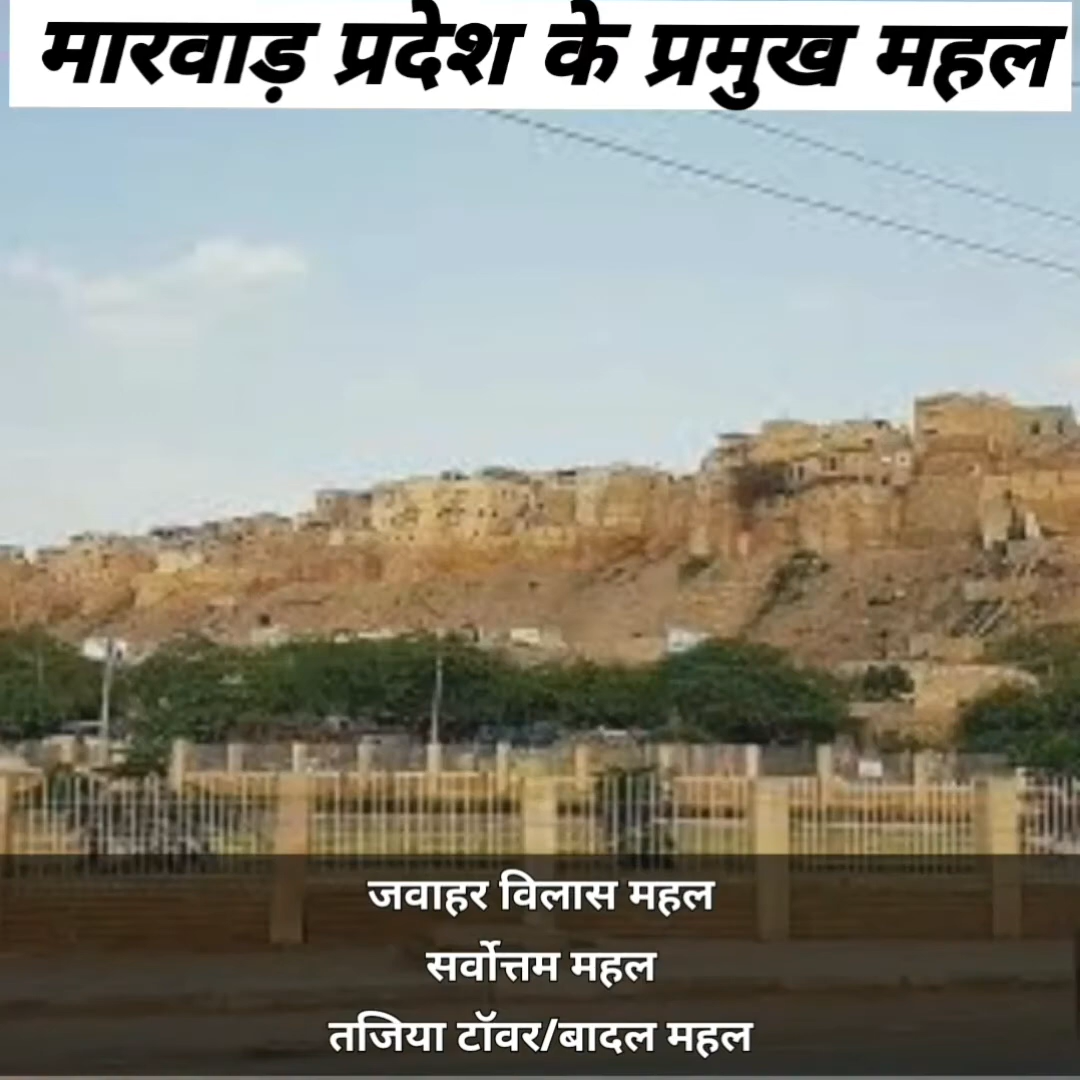 मारवाड़ प्रदेश के प्रमुख महल
जवाहर विलास महल
सर्वोत्तम महल
तजिया टॉवर/बादल महल